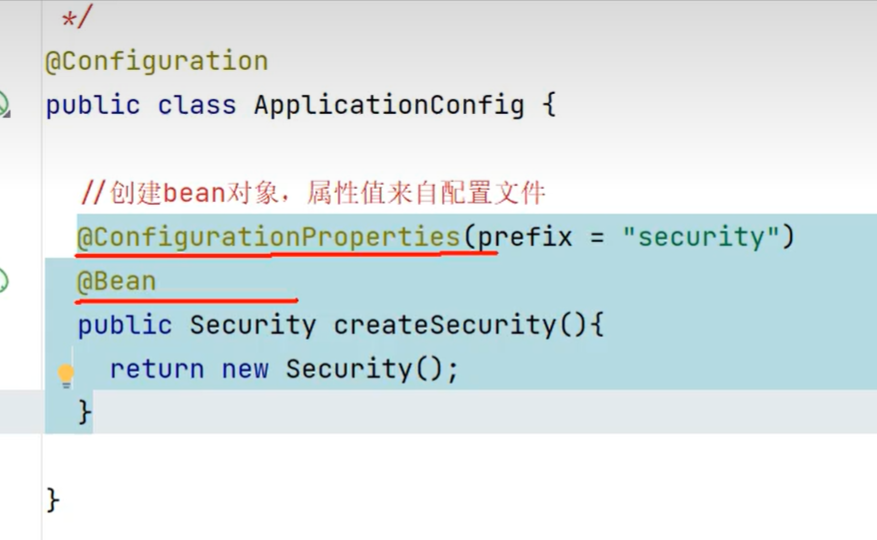 */
@Configuration
public class ApplicationConfig {
//创建bean对象，属性值来自配置文件
@ConfigurationProperties(prefix = "security")
@Bean
public Security createSecurity(){
return new Security();
}
}